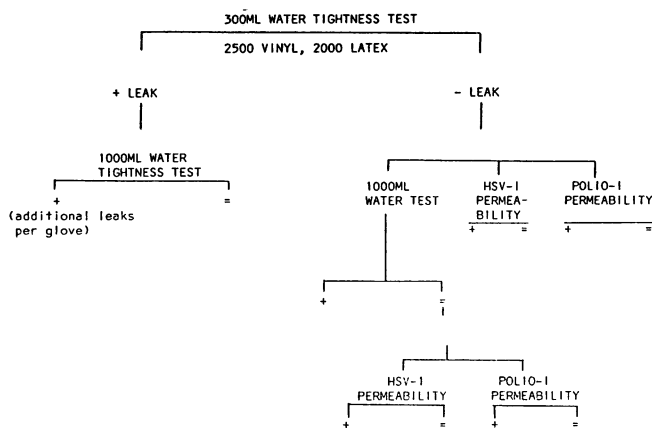 300ML WATER TIGHTNESS TEST
2500 VINYL, 2000 LATEX
+ LEAK
- LEAK
1000ML WATER
TIGHTNESS TEST
+
=
(additional leaks
per glove)
1000ML
WATER TEST
HSV-1
PERMEA-
BILITY
+ =
POLIO-1
PERMEABILITY
+ =
+ =
HSV-1
PERMEABILITY
+ =
POLIO-1
PERMEABILITY
+ =